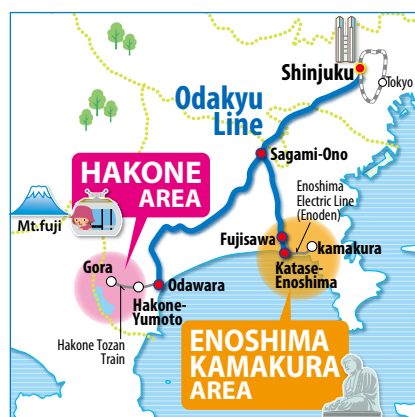 Shinjuku
Tokyo
Odakyu
Line
Sagami-Ono
HAKONE
AREA
Enoshima
Electric Line
(Enoden)
Mt.fuji
Fujisawa
kamakura
Gora
Katase-
Enoshima
Odawara
Hakone-
Yumoto
Hakone Tozan
Train
ENOSHIMA
KAMAKURA
AREA